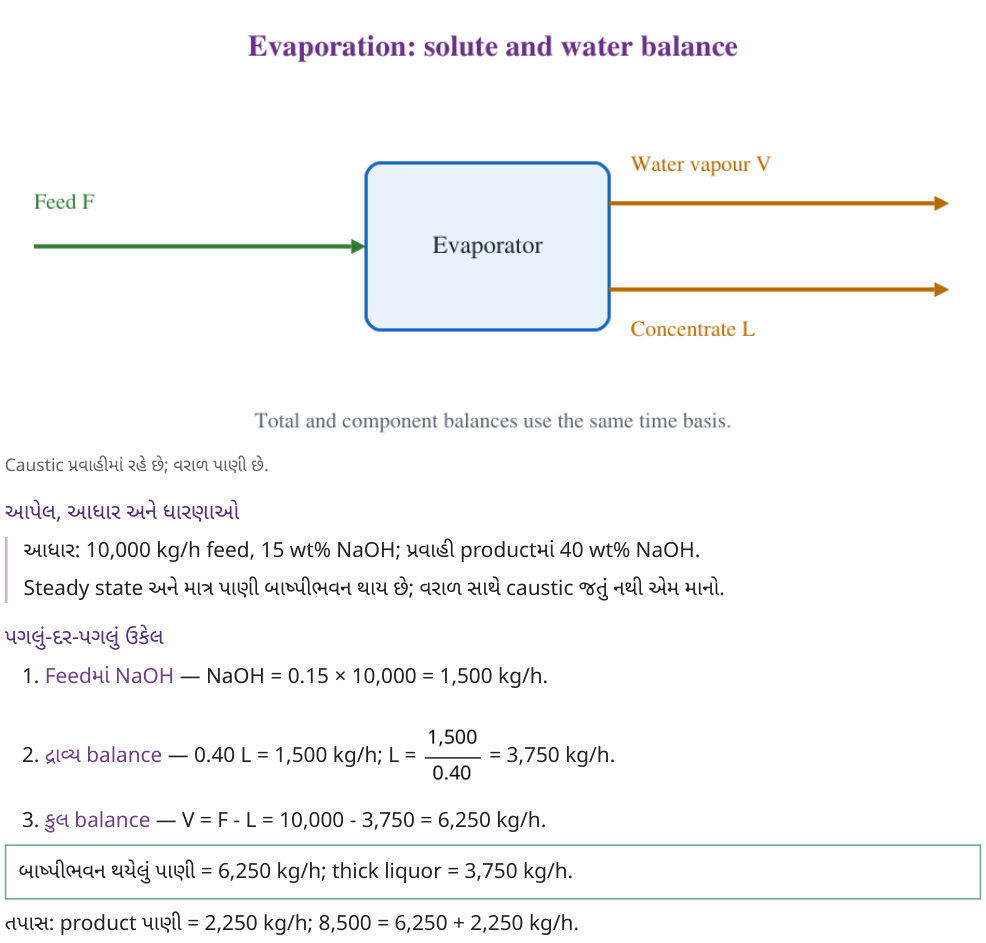 Evaporation: solute and water balance
Water vapour V
Feed F
Evaporator
Concentrate L
Total and component balances use the same time basis.
Caustic પ્રવાહીમાં રહે છે; વરાળ પાણી છે.
આપેલ, આધાર અને ધારણાઓ
આધાર: 10,000 kg/h feed, 15 wt% NaOH; પ્રવાહી productમાં 40 wt% NaOH.
Steady state અને માત્ર પાણી બાષ્પીભવન થાય છે; વરાળ સાથે caustic જતું નથી એમ માનો.
પગલું-દર-પગલું ઉકેલ
1. Feedમાં NaOH — NaOH = 0.15 × 10,000 = 1,500 kg/h.
2. દ્રાવ્ય balance — 0.40 L = 1,500 kg/h; L = 1,500/0.40 = 3,750 kg/h.
3. કુલ balance — V = F - L = 10,000 - 3,750 = 6,250 kg/h.
બાષ્પીભવન થયેલું પાણી = 6,250 kg/h; thick liquor = 3,750 kg/h.
તપાસ: product પાણી = 2,250 kg/h; 8,500 = 6,250 + 2,250 kg/h.